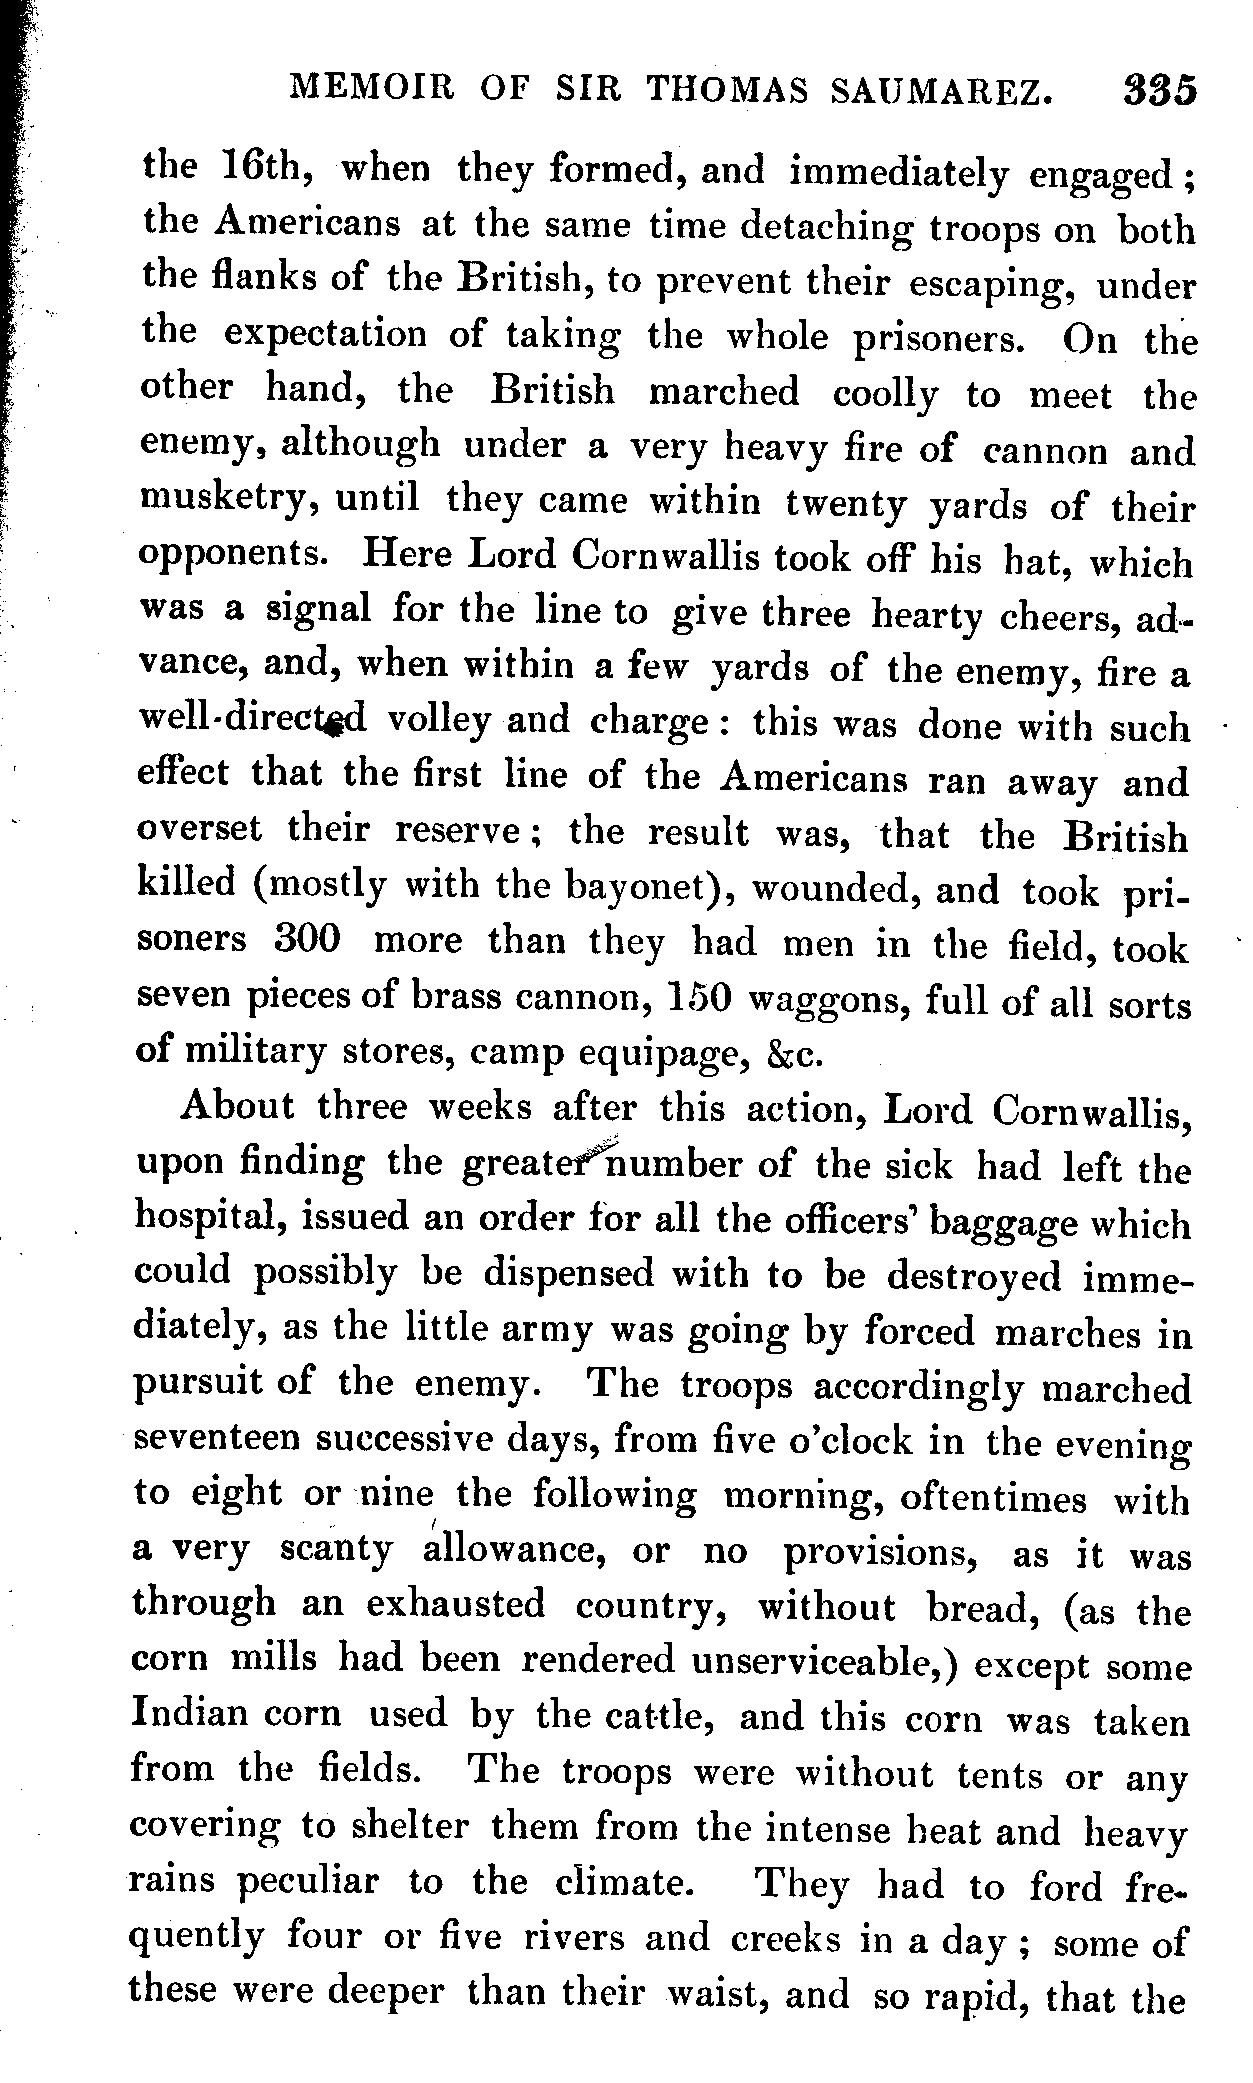 MEMOIR OF SIR THOMAS SAUMAREZ. 335
the 16th, when they formed, and immediately engaged ;
the Americans at the same time detaching troops on both
the flanks of the British, to prevent their escaping, under
the expectation of taking the whole prisoners. On the
other hand, the British marched coolly to meet the
enemy, although under a very heavy fire of cannon and
musketry, until they came within twenty yards of their
opponents. Here Lord Cornwallis took off his hat, which
was a signal for the line to give three hearty cheers, ad-
vance, and, when within a few yards of the enemy, fire a
well-directed volley and charge : this was done with such
effect that the first line of the Americans ran away and
overset their reserve ; the result was, that the British
killed (mostly with the bayonet), wounded, and took pri-
soners 300 more than they had men in the field, took
seven pieces of brass cannon, 150 waggons, full of all sorts
of military stores, camp equipage, &c.
About three weeks after this action, Lord Cornwallis,
upon finding the greater number of the sick had left the
hospital, issued an order for all the officers' baggage which
could possibly be dispensed with to be destroyed imme-
diately, as the little army was going by forced marches in
pursuit of the enemy. The troops accordingly marched
seventeen successive days, from five o'clock in the evening
to eight or nine the following morning, oftentimes with
a very scanty allowance, or no provisions, as it was
through an exhausted country, without bread, (as the
corn mills had been rendered unserviceable,) except some
Indian corn used by the cattle, and this corn was taken
from the fields. The troops were without tents or any
covering to shelter them from the intense heat and heavy
rains peculiar to the climate. They had to ford fre-
quently four or five rivers and creeks in a day ; some of
these were deeper than their waist, and so rapid, that the